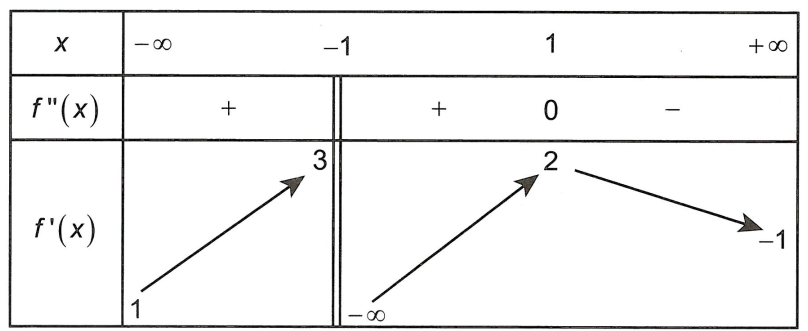 x −∞ −1 1 +∞
f"(x) + + 0 −
3 2
f'(x)
−1
1 −∞